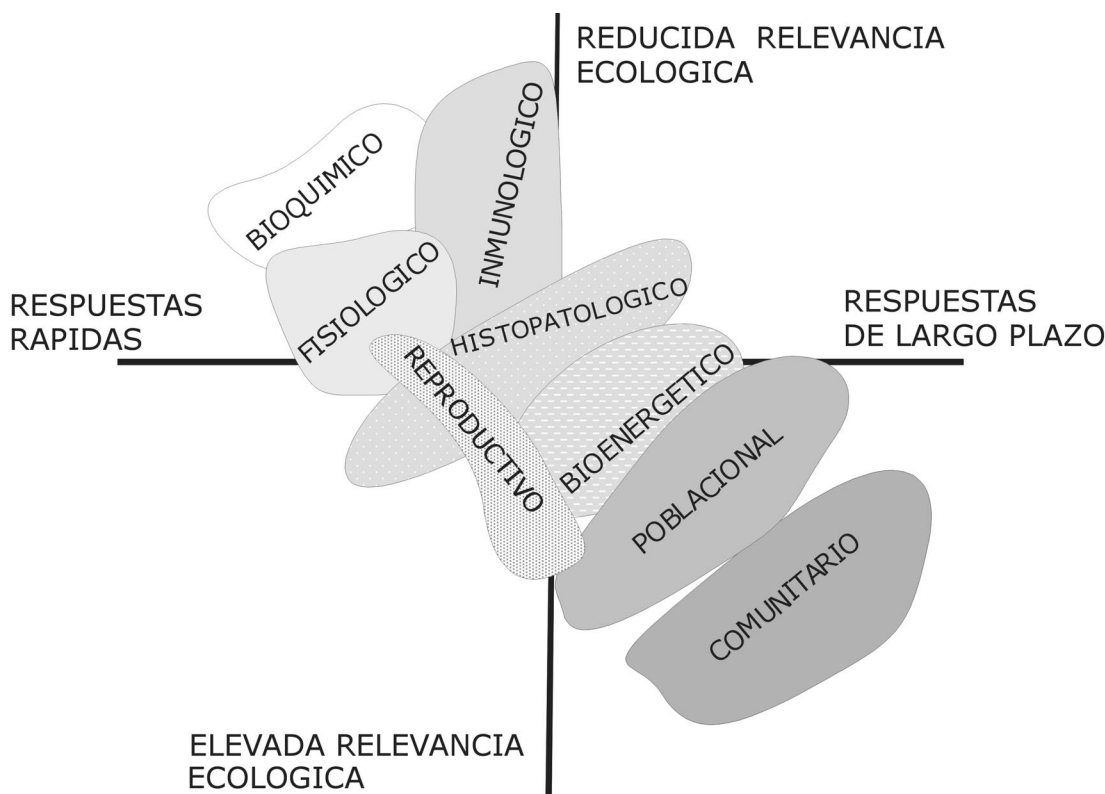 REDUCIDA RELEVANCIA
ECOLOGICA
BIOQUIMICO
INMUNOLOGICO
FISIOLOGICO
HISTOPATOLOGICO
RESPUESTAS
RAPIDAS
RESPUESTAS
DE LARGO PLAZO
REPRODUCTIVO
BIOENERGETICO
POBLACIONAL
COMUNITARIO
ELEVADA RELEVANCIA
ECOLOGICA